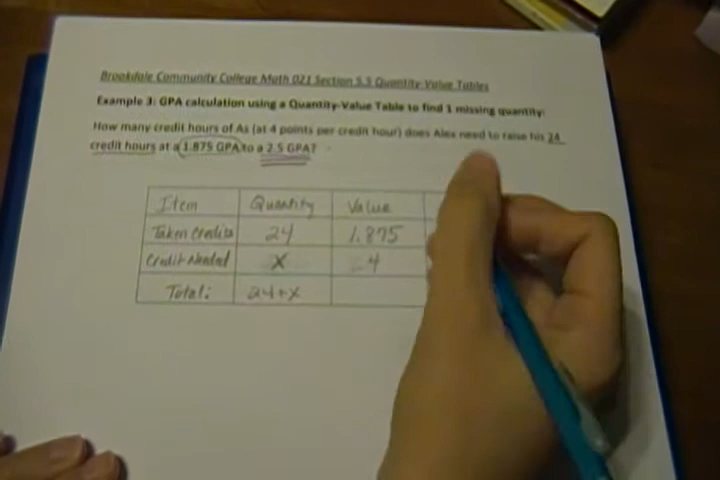 Brookdale Community College Math 021 Section 5.5 Quantity-Value Tables
Example 3: GPA calculation using a Quantity-Value Table to find 1 missing quantity:
How many credit hours of As (at 4 points per credit hour) does Alex need to raise his 24
credit hours at a 1.875 GPA to a 2.5 GPA?
Item Quantity Value
Taken Credits 24 1.875
Credit Needed x 4
Total: 24+x